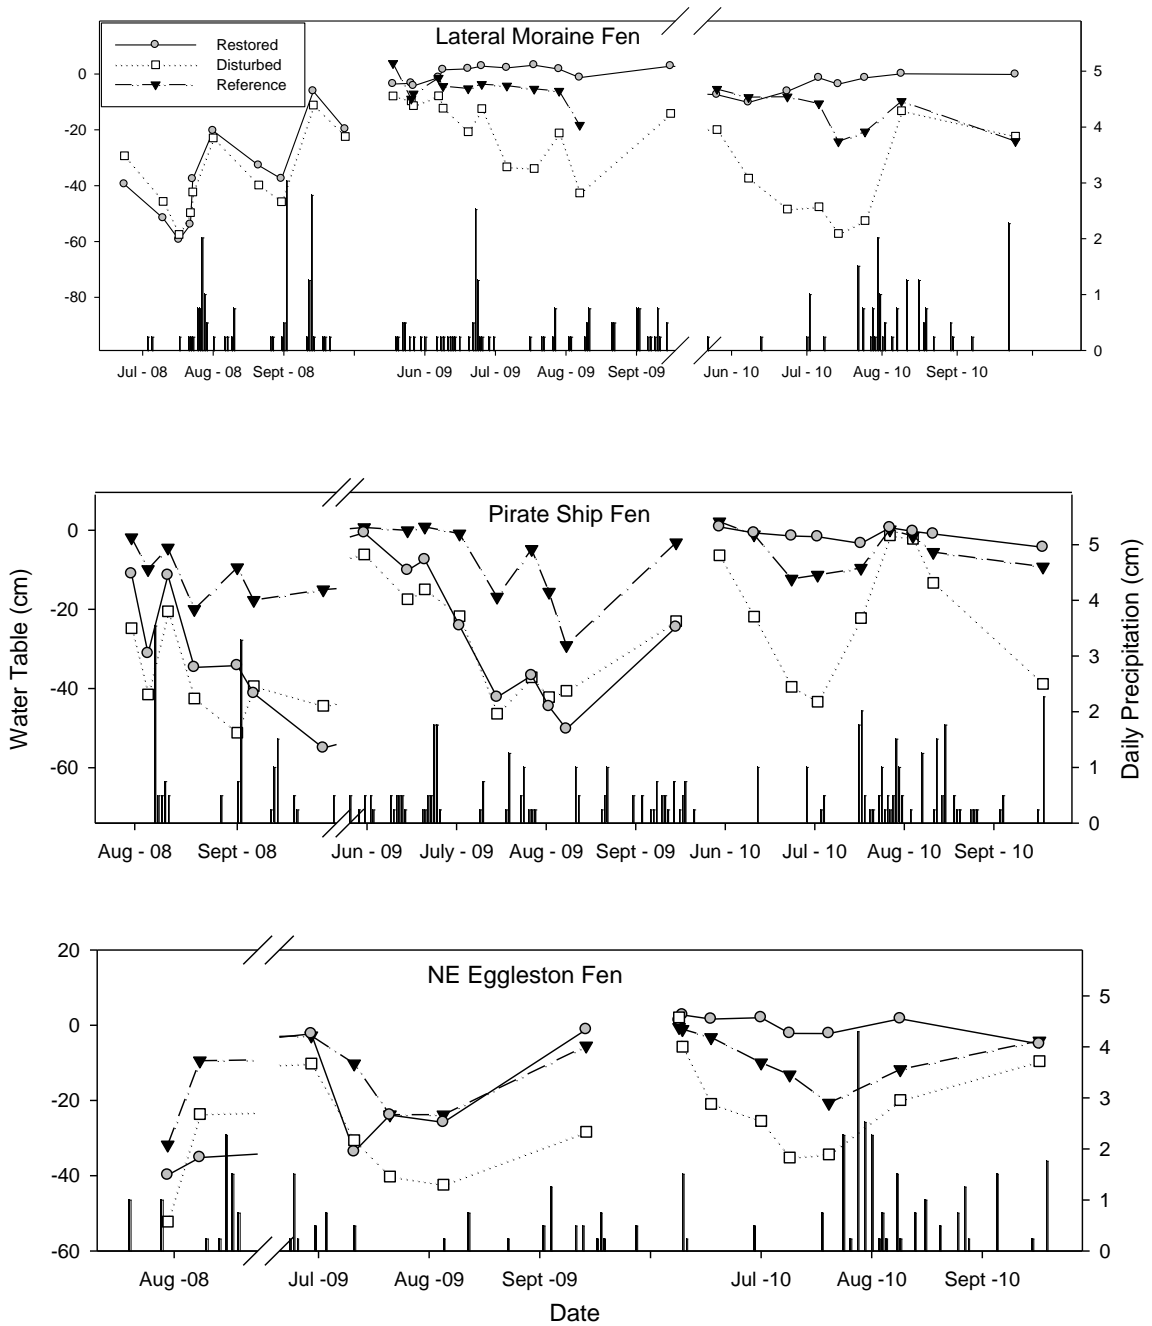 Lateral Moraine Fen
Restored
Disturbed
Reference
0
-20
-40
-60
-80
5
4
3
2
1
0
Jul - 08 Aug - 08 Sept - 08 Jun - 09 Jul - 09 Aug - 09 Sept - 09 Jun - 10 Jul - 10 Aug - 10 Sept - 10
Pirate Ship Fen
Water Table (cm)
0
-20
-40
-60
5
4
3
2
1
0
Daily Precipitation (cm)
Aug - 08 Sept - 08 Jun - 09 July - 09 Aug - 09 Sept - 09 Jun - 10 Jul - 10 Aug - 10 Sept - 10
NE Eggleston Fen
20
0
-20
-40
-60
5
4
3
2
1
0
Aug -08 Jul -09 Aug -09 Sept -09 Jul -10 Aug -10 Sept -10
Date